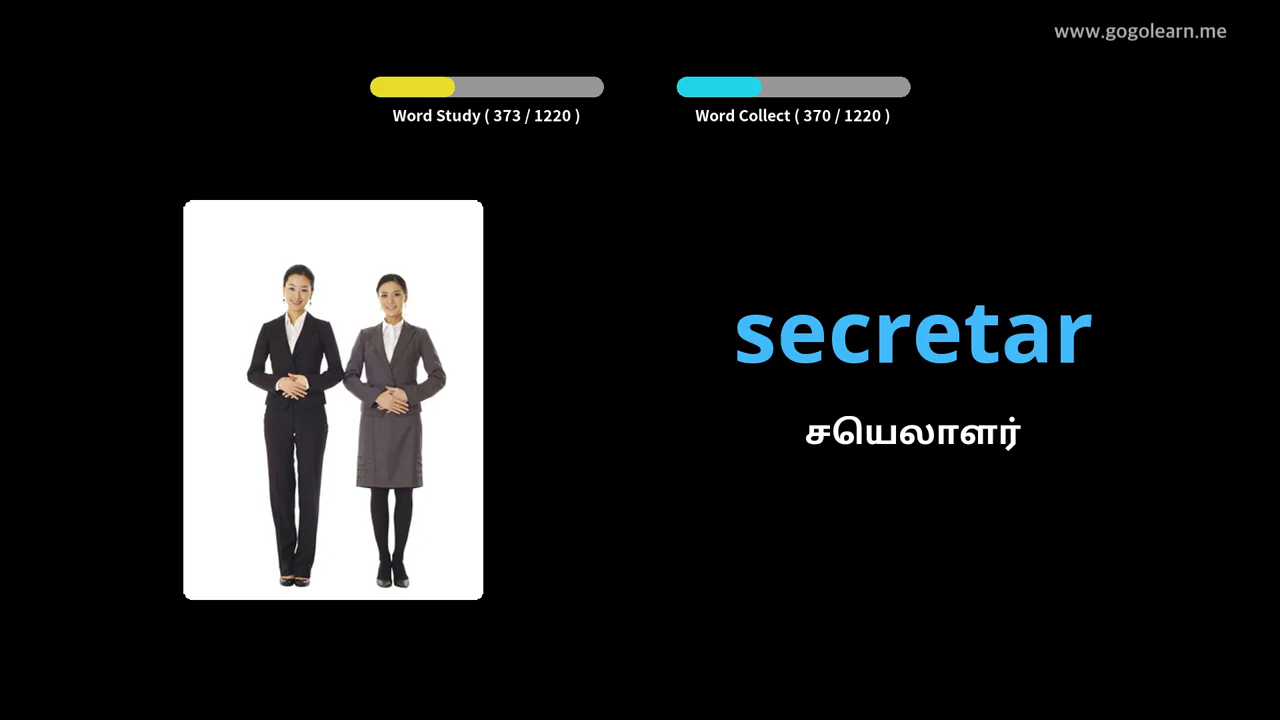 www.gogolearn.me
Word Study ( 373 / 1220 )
Word Collect ( 370 / 1220 )
secretar
சயெலாளர்